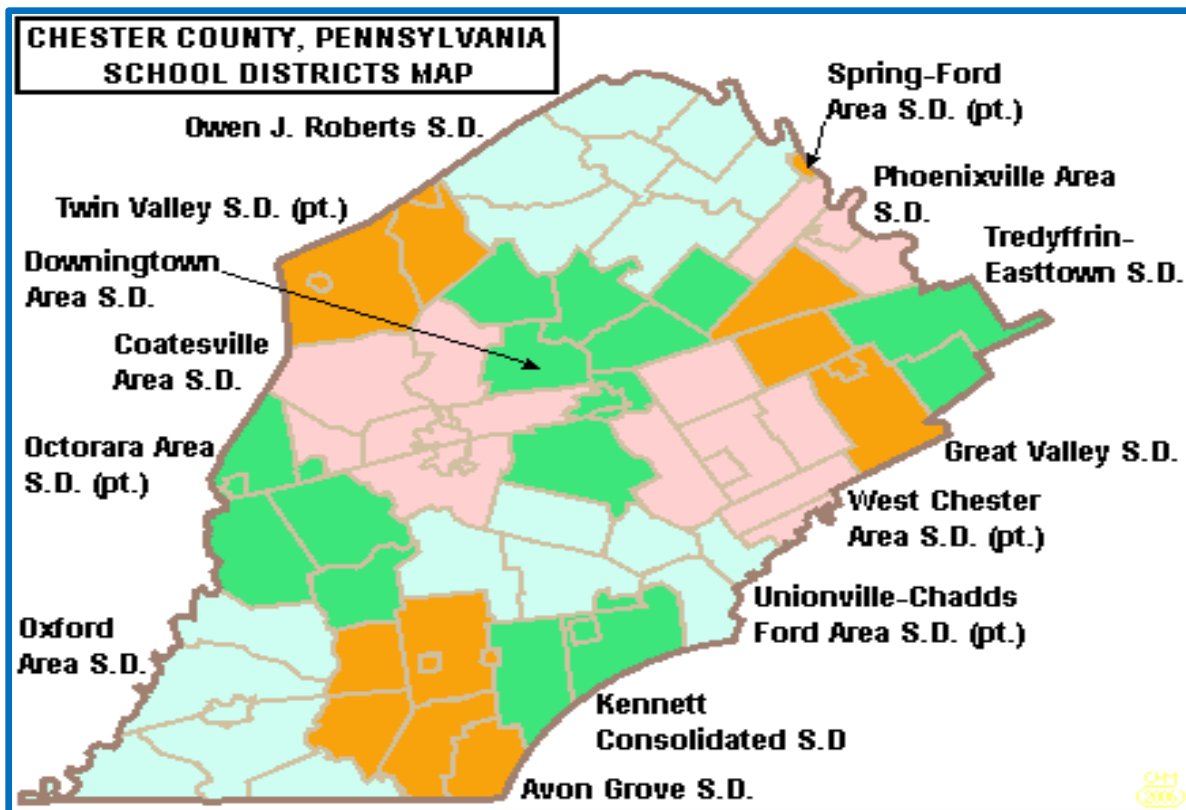 CHESTER COUNTY, PENNSYLVANIA
SCHOOL DISTRICTS MAP
Spring-Ford
Area S.D. (pt.)
Owen J. Roberts S.D.
Phoenixville Area
S.D.
Twin Valley S.D. (pt.)
Tredyffrin-
Easttown S.D.
Downingtown
Area S.D.
Coatesville
Area S.D.
Octorara Area
S.D. (pt.)
Great Valley S.D.
West Chester
Area S.D. (pt.)
Unionville-Chadds
Ford Area S.D. (pt.)
Oxford
Area S.D.
Kennett
Consolidated S.D
Avon Grove S.D.
(2006)